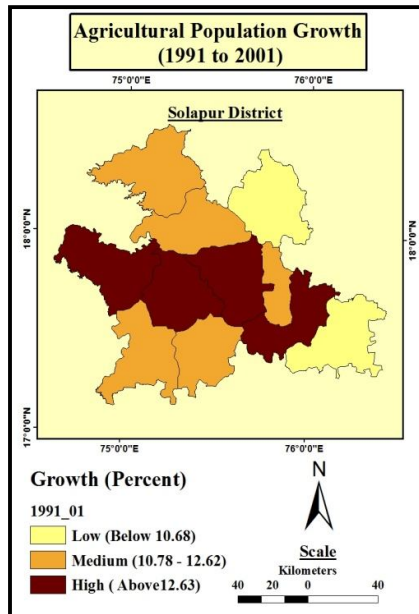 Agricultural Population Growth
(1991 to 2001)
75°0'0"E
76°0'0"E
Solapur District
18°0'0"N
18°0'0"N
17°0'0"N
75°0'0"E
76°0'0"E
Growth (Percent)
1991_01
Low (Below 10.68)
Medium (10.78 - 12.62)
High ( Above12.63)
N
Scale
Kilometers
40 20 0 40